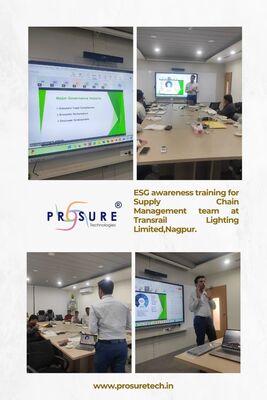 Major Governance Aspects
ESG awareness training for
Supply Chain
Management team at
Transrail Lighting
Limited,Nagpur.
PROSURE ®
Technologies
www.prosuretech.in